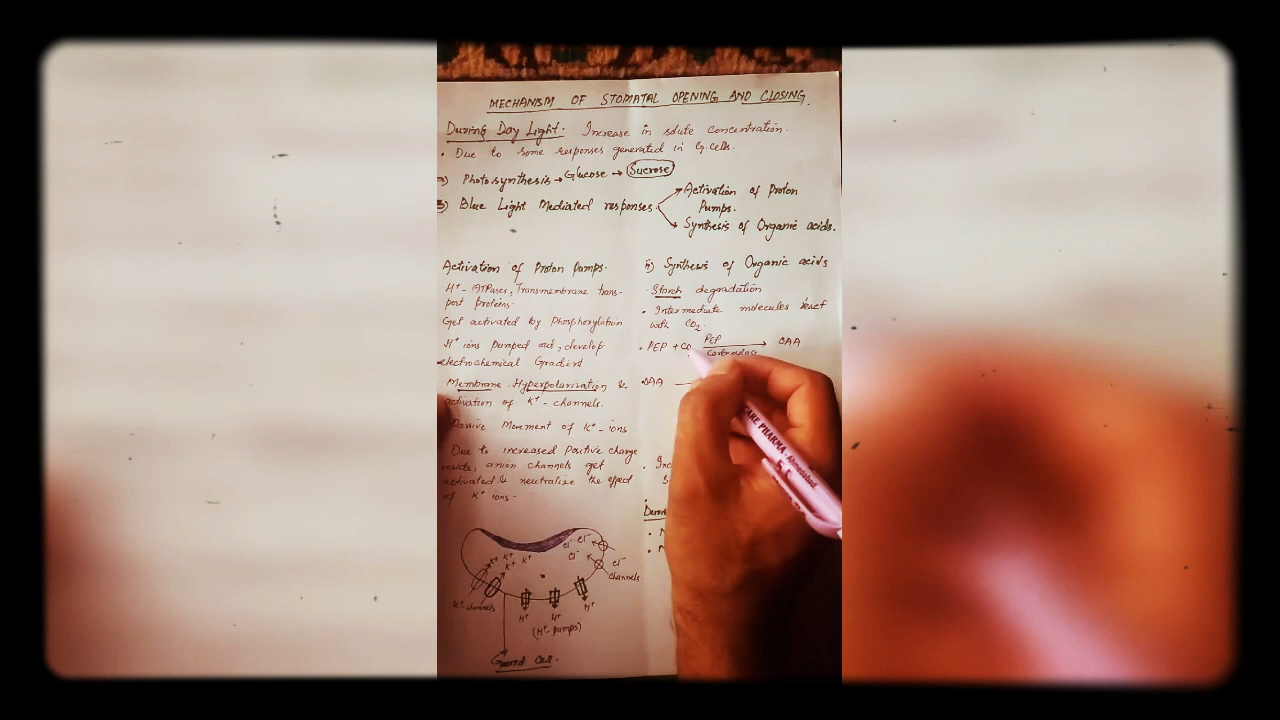 MECHANISM OF STOMATAL OPENING AND CLOSING.
During Day Light. Increase in solute concentration.
• Due to some responses generated in G.cells.
Photosynthesis → Glucose → Sucrose
Blue Light Mediated responses
Activation of Proton
Pumps.
Synthesis of Organic acids.
Activation of Proton Pumps.
H⁺-ATPases, Transmembrane trans-
port proteins.
Get activated by Phosphorylation
H⁺ ions pumped out, develop
electrochemical Gradient
Membrane Hyperpolarization &
activation of K⁺- channels.
Passive Movement of K⁺- ions
Due to increased Positive charge
inside, anion channels get
activated & neutralize the effect
of K⁺ ions-
ii) Synthesis of Organic acids
Starch degradation
• Intermediate molecules react
with CO₂.
• PEP + CO PEP OAA
Carboxylase
• OAA
K⁺ K⁺ K⁺
Cl⁻ Cl⁻ Cl⁻
Cl⁻
channels
K⁺ channels
H⁺ H⁺ H⁺
(H⁺- pumps)
Guard Cell.
CARE PHARMA - Ahmedabad